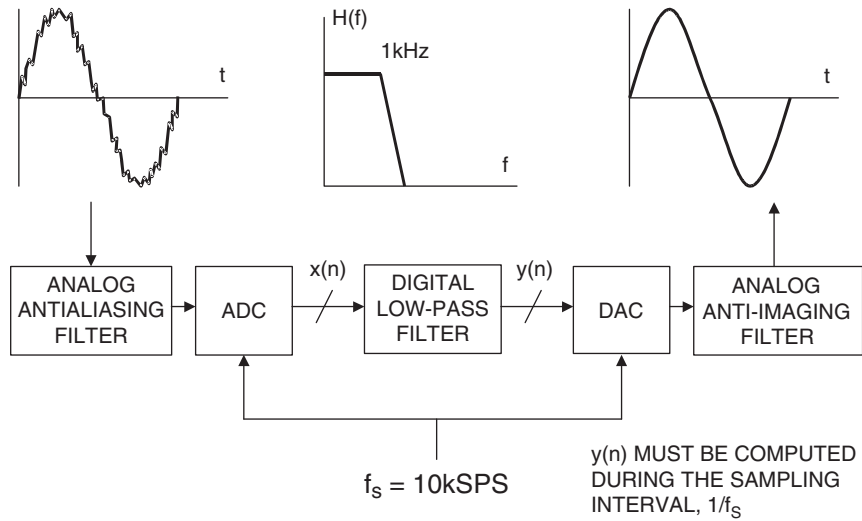 H(f)
1kHz
t
f
t
ANALOG
ANTIALIASING
FILTER
ADC
x(n)
DIGITAL
LOW-PASS
FILTER
y(n)
DAC
ANALOG
ANTI-IMAGING
FILTER
fS = 10kSPS
y(n) MUST BE COMPUTED
DURING THE SAMPLING
INTERVAL, 1/fS